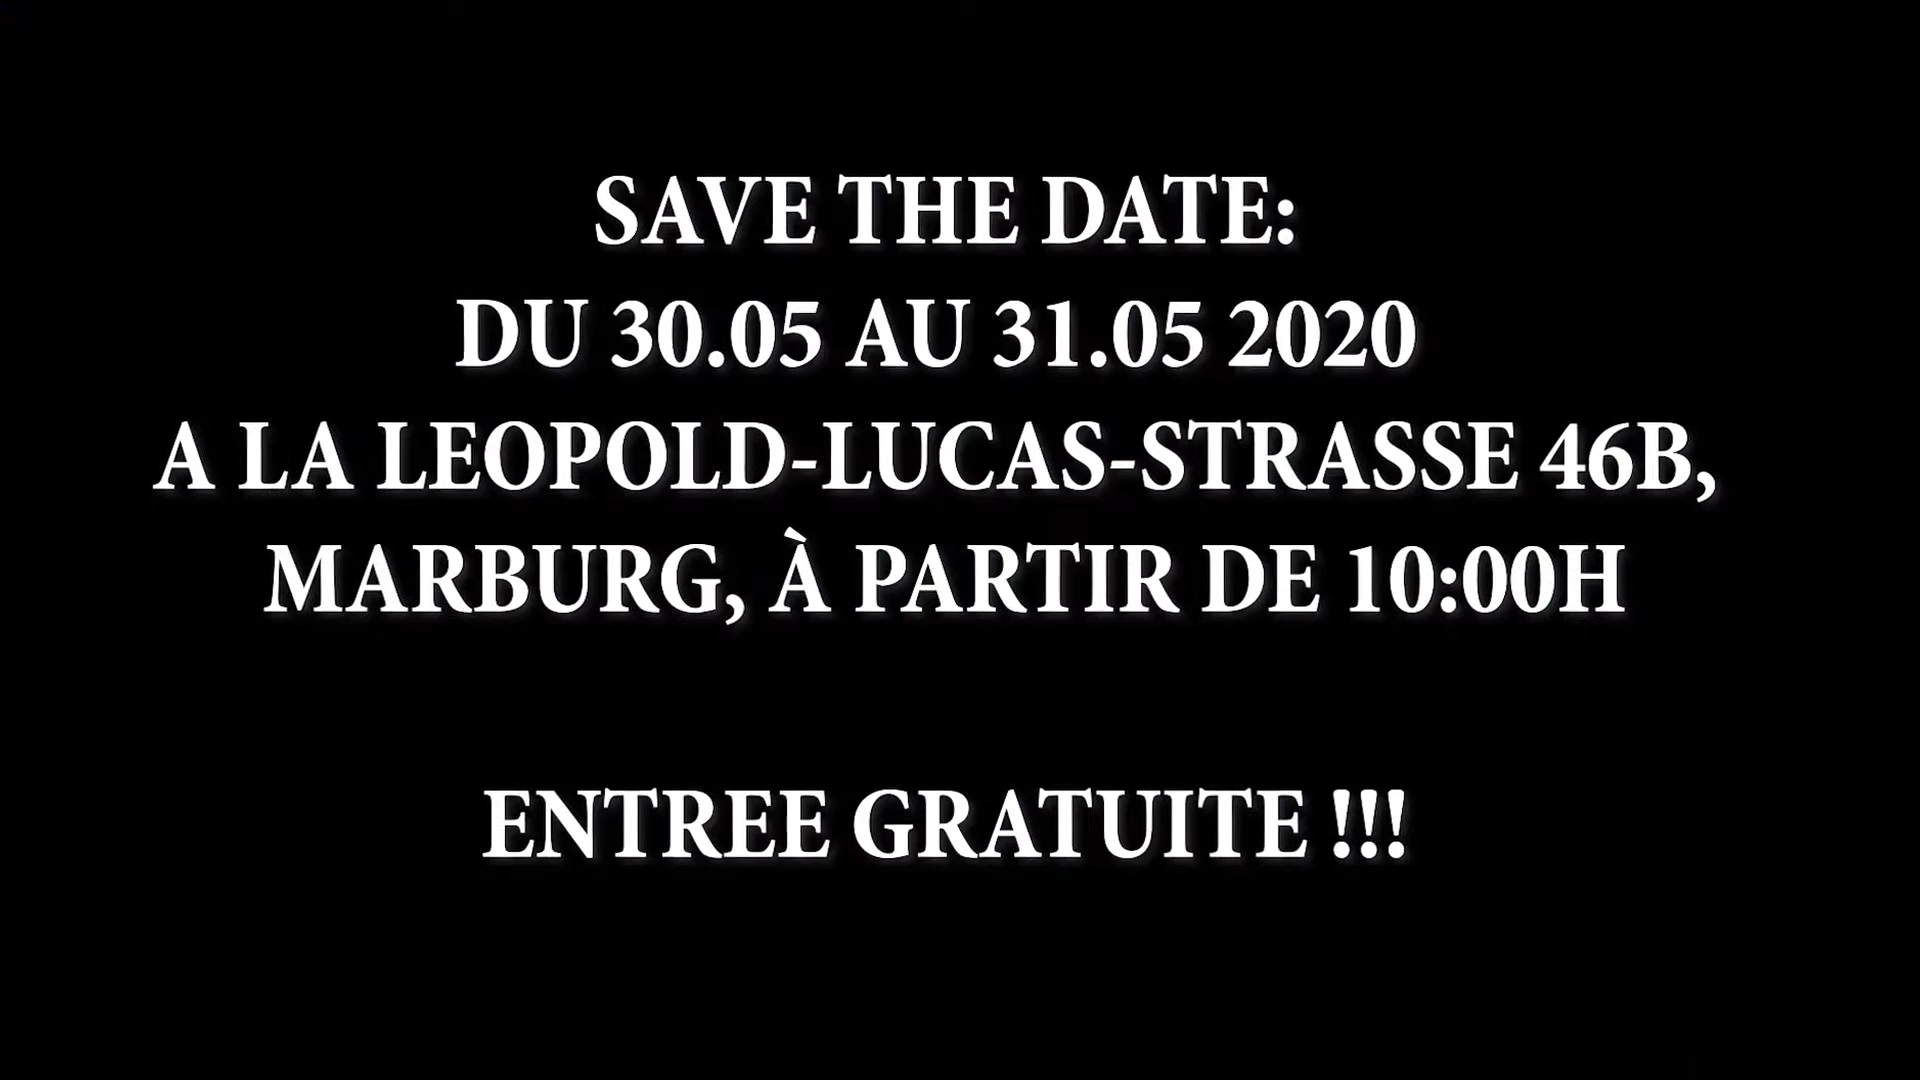 SAVE THE DATE:
DU 30.05 AU 31.05 2020
A LA LEOPOLD-LUCAS-STRASSE 46B,
MARBURG, À PARTIR DE 10:00H
ENTREE GRATUITE !!!